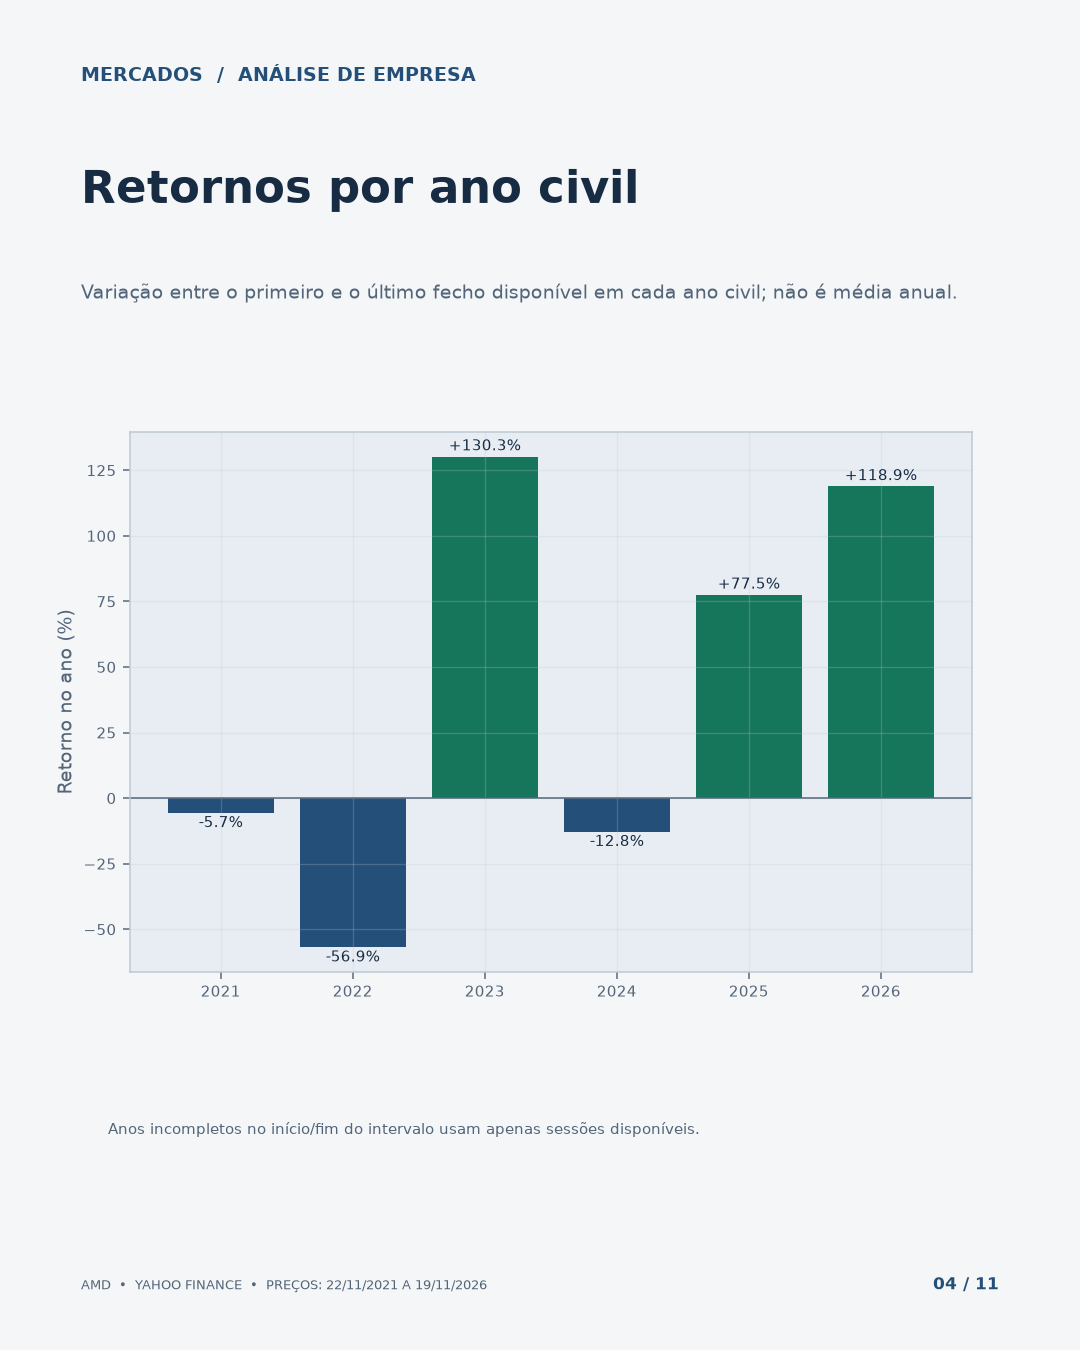 MERCADOS / ANÁLISE DE EMPRESA
Retornos por ano civil
Variação entre o primeiro e o último fecho disponível em cada ano civil; não é média anual.
Retorno no ano (%)
125
100
75
50
25
0
−25
−50
-5.7%
-56.9%
+130.3%
-12.8%
+77.5%
+118.9%
2021
2022
2023
2024
2025
2026
Anos incompletos no início/fim do intervalo usam apenas sessões disponíveis.
AMD • YAHOO FINANCE • PREÇOS: 22/11/2021 A 19/11/2026
04 / 11